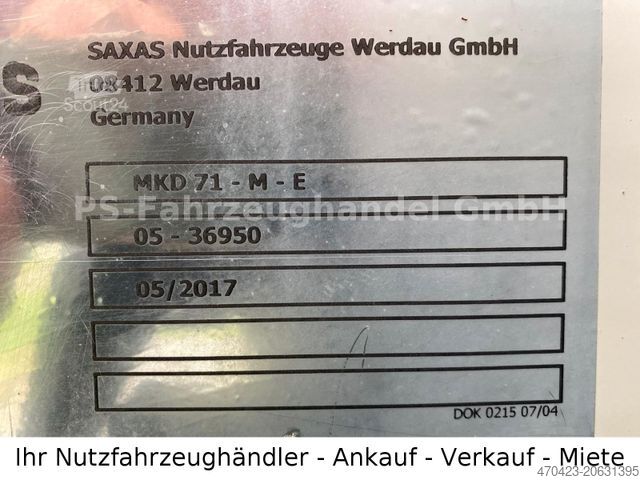 SAXAS Nutzfahrzeuge Werdau GmbH
08412 Werdau
Germany
S
Scout24
MKD 71 - M - E
PS-Fahrzeughandel GmbH
05 - 36950
05/2017
DOK 0215 07/04
Ihr Nutzfahrzeughändler - Ankauf - Verkauf - Miete
470423-20631395